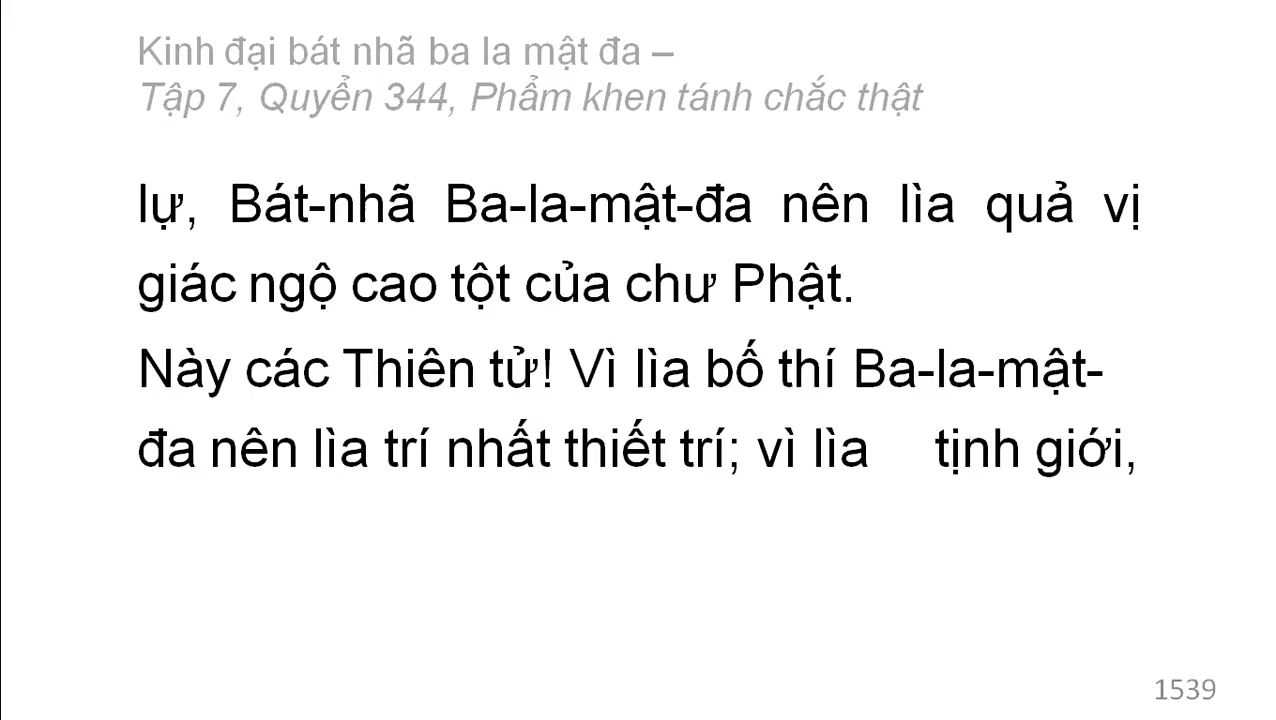 Kinh đại bát nhã ba la mật đa –
Tập 7, Quyển 344, Phẩm khen tánh chắc thật
lự, Bát-nhã Ba-la-mật-đa nên lìa quả vị
giác ngộ cao tột của chư Phật.
Này các Thiên tử! Vì lìa bố thí Ba-la-mật-
đa nên lìa trí nhất thiết trí; vì lìa tịnh giới,
1539